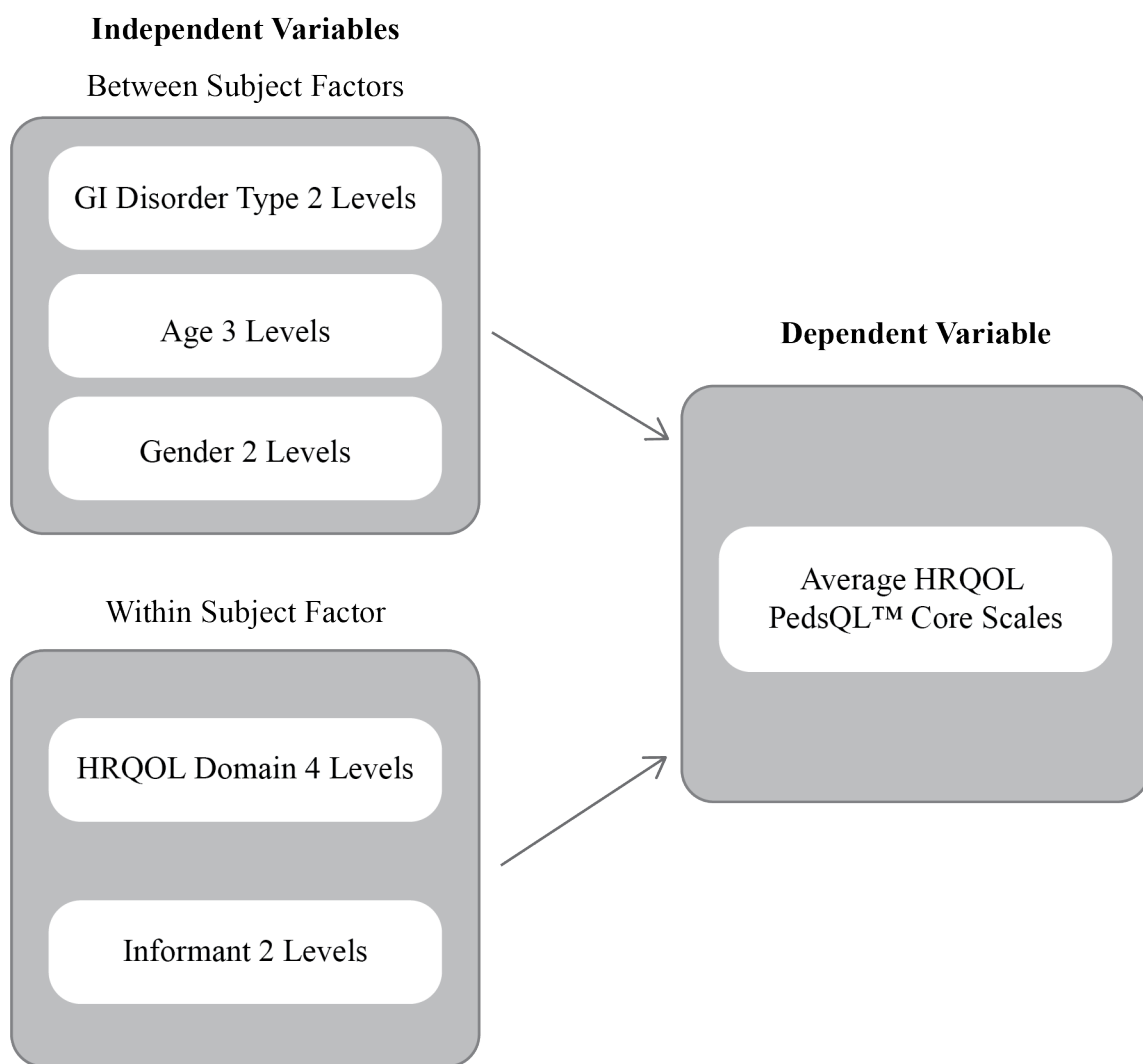 Independent Variables
Between Subject Factors
GI Disorder Type 2 Levels
Age 3 Levels
Gender 2 Levels
Within Subject Factor
HRQOL Domain 4 Levels
Informant 2 Levels
Dependent Variable
Average HRQOL
PedsQL™ Core Scales